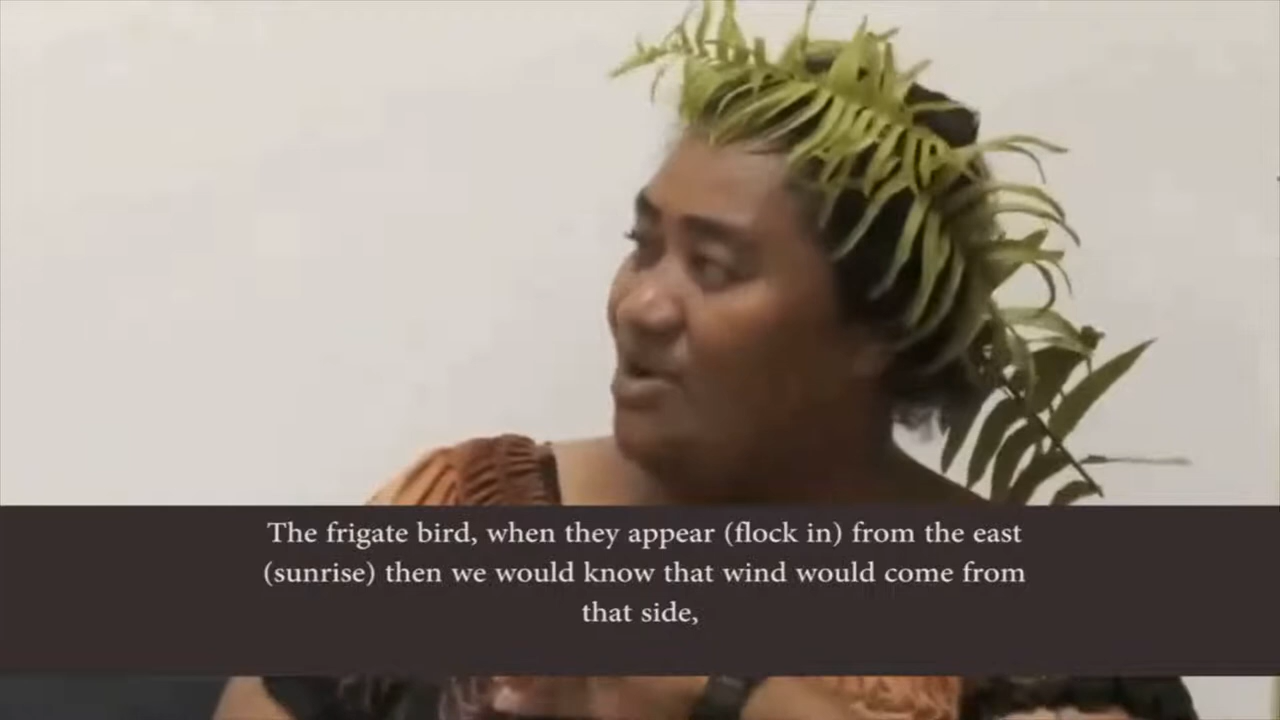 The frigate bird, when they appear (flock in) from the east
(sunrise) then we would know that wind would come from
that side,